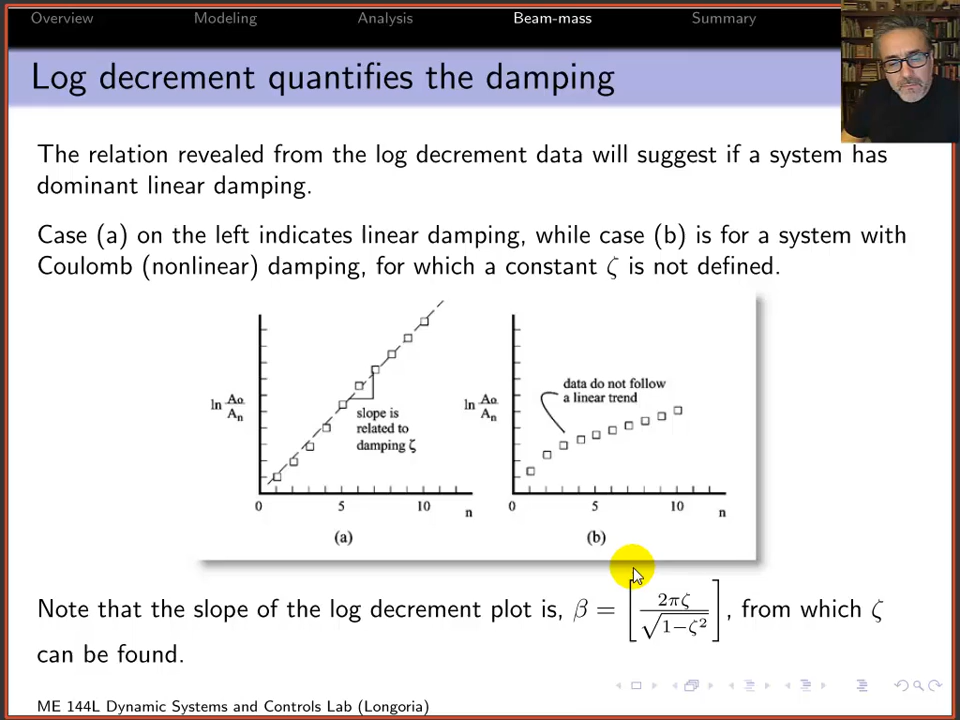 Overview Modeling Analysis Beam-mass Summary
Log decrement quantifies the damping
The relation revealed from the log decrement data will suggest if a system has
dominant linear damping.
Case (a) on the left indicates linear damping, while case (b) is for a system with
Coulomb (nonlinear) damping, for which a constant ζ is not defined.
ln Ao/An
slope is
related to
damping ζ
0 5 10 n
(a)
ln Ao/An
data do not follow
a linear trend
0 5 10 n
(b)
Note that the slope of the log decrement plot is, β = [2πζ/√1−ζ²], from which ζ
can be found.
ME 144L Dynamic Systems and Controls Lab (Longoria)